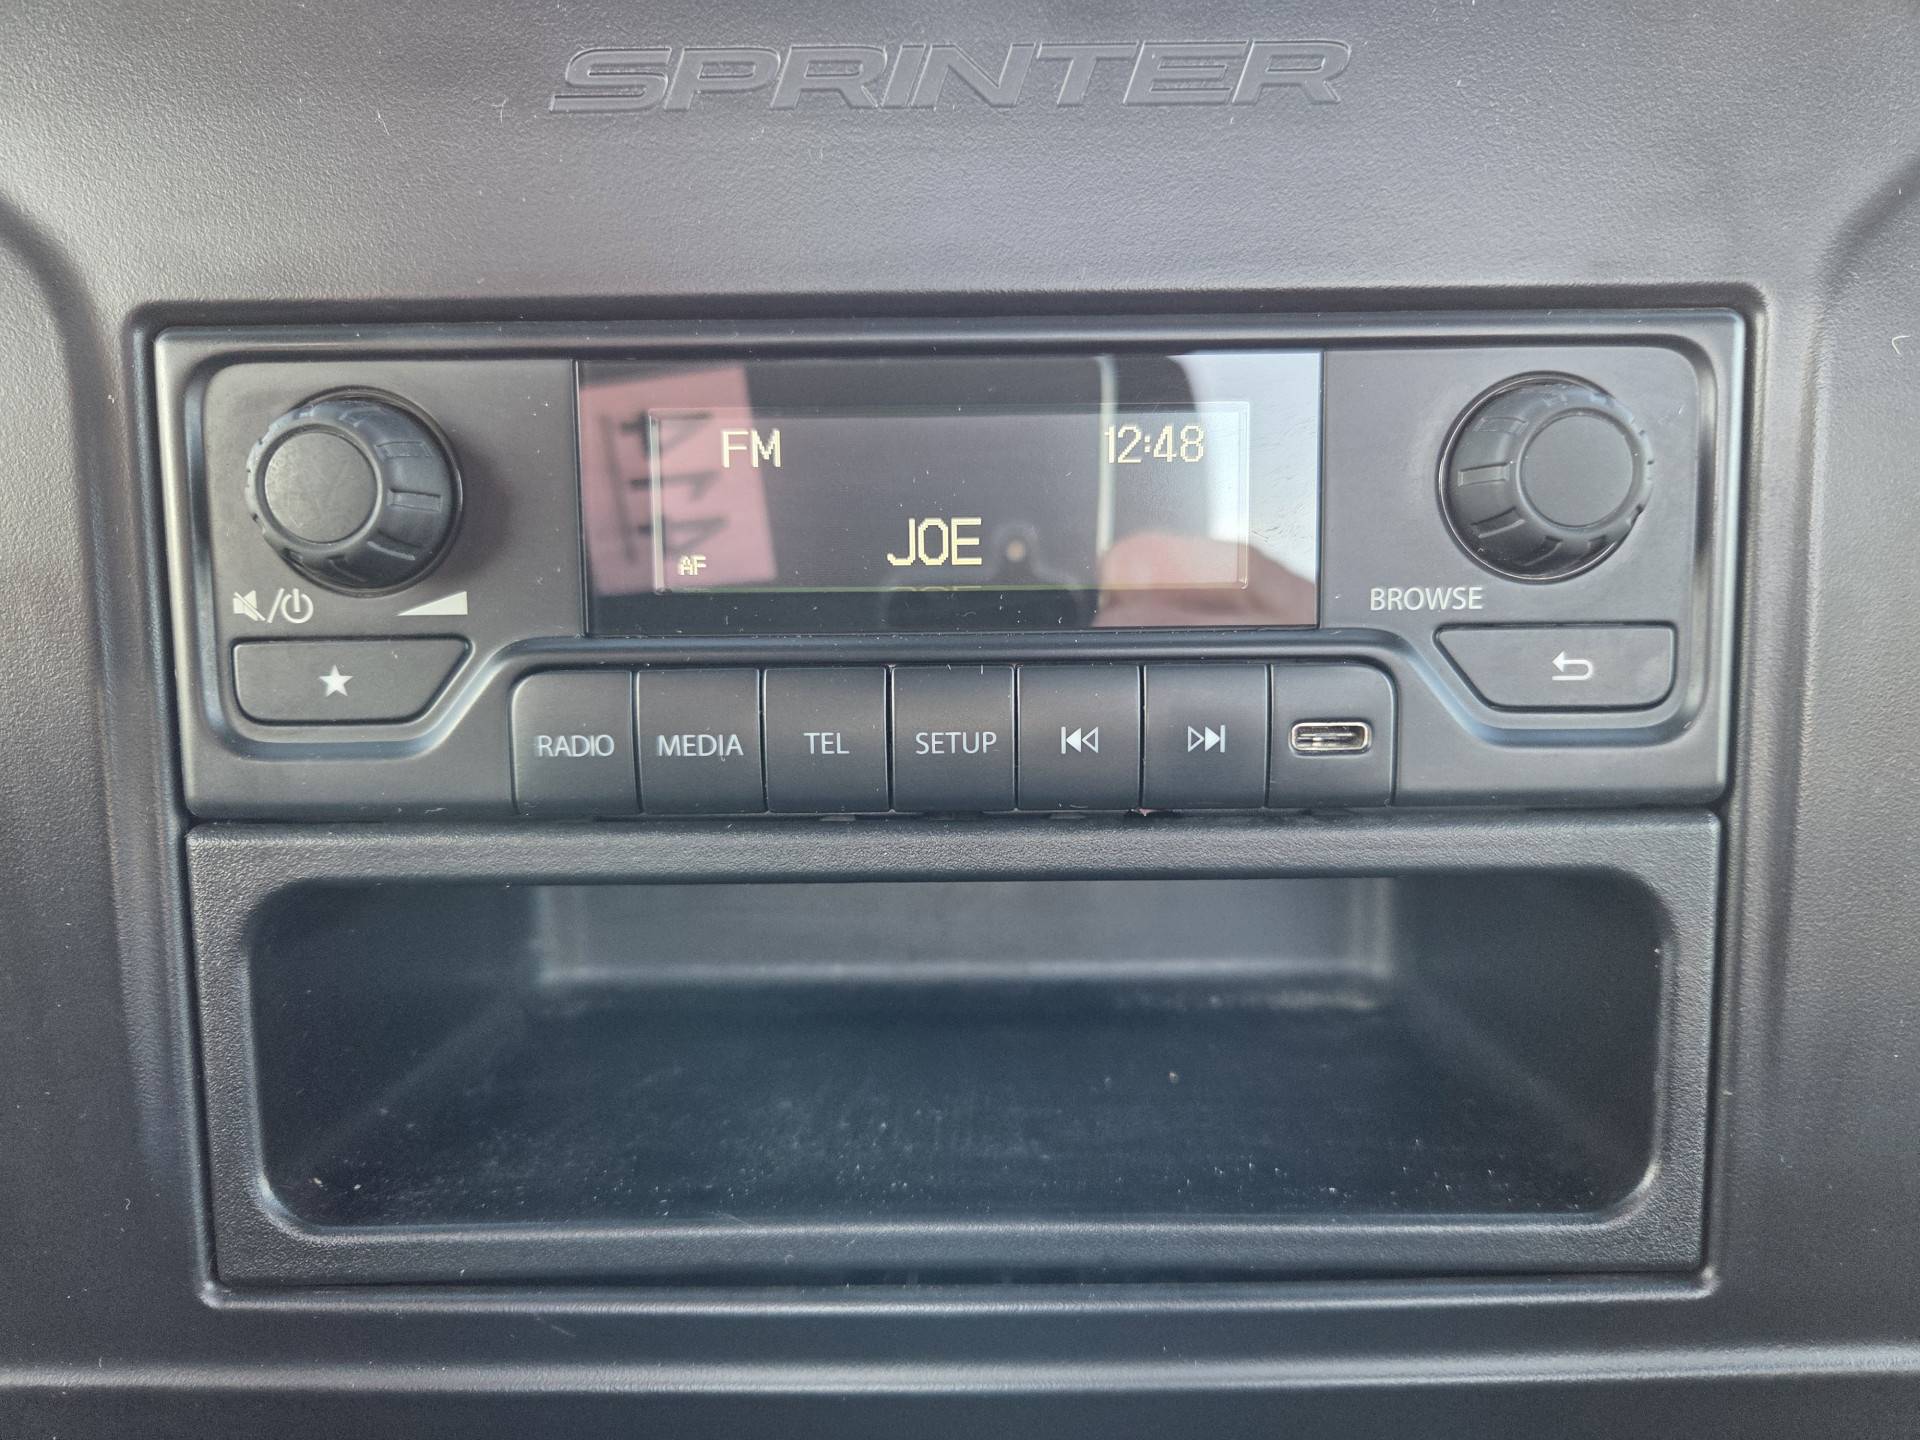 SPRINTER
FM 12:48
JOE
AF
BROWSE
RADIO MEDIA TEL SETUP